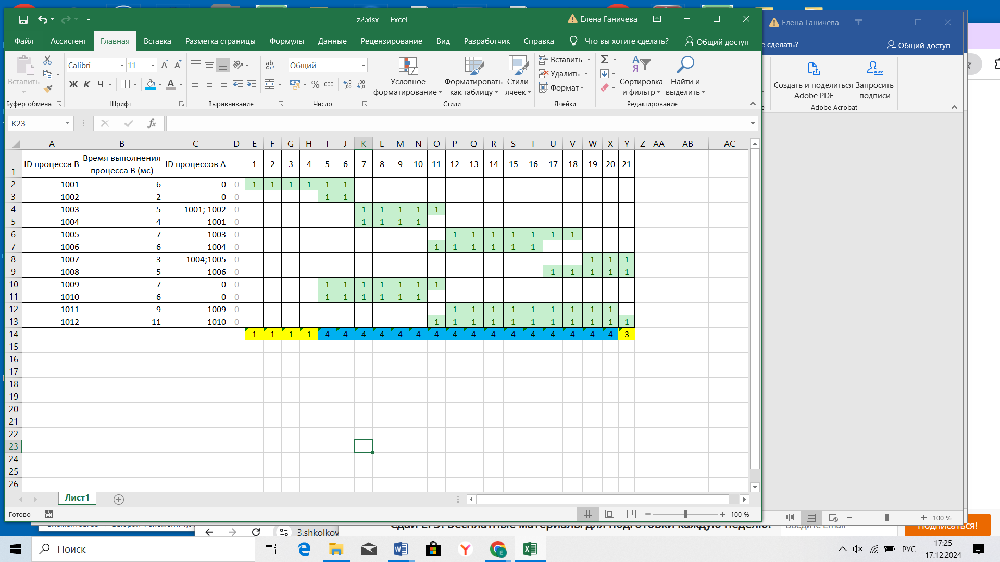 z2.xlsx - Excel
Елена Ганичева
Елена Ганичева
Файл Ассистент Главная Вставка Разметка страницы Формулы Данные Рецензирование Вид Разработчик Справка Что вы хотите сделать? Общий доступ
е сделать?
Общий доступ
Вставить
Буфер обмена
Calibri 11
Ж К Ч
Шрифт
Выравнивание
Общий
% 000
Число
Условное форматирование
Форматировать как таблицу
Стили ячеек
Стили
Вставить
Удалить
Формат
Ячейки
Сортировка и фильтр
Найти и выделить
Редактирование
Создать и поделиться Adobe PDF
Запросить подписи
Adobe Acrobat
K23 fx
A B C D E F G H I J K L M N O P Q R S T U V W X Y Z AA AB AC
1 ID процесса B Время выполнения процесса B (мс) ID процессов A 1 2 3 4 5 6 7 8 9 10 11 12 13 14 15 16 17 18 19 20 21
2 1001 6 0 0 1 1 1 1 1 1
3 1002 2 0 0 1 1
4 1003 5 1001; 1002 0 1 1 1 1 1
5 1004 4 1001 0 1 1 1 1
6 1005 7 1003 0 1 1 1 1 1 1 1
7 1006 6 1004 0 1 1 1 1 1 1
8 1007 3 1004;1005 0 1 1 1
9 1008 5 1006 0 1 1 1 1 1
10 1009 7 0 0 1 1 1 1 1 1 1
11 1010 6 0 0 1 1 1 1 1 1
12 1011 9 1009 0 1 1 1 1 1 1 1 1 1
13 1012 11 1010 0 1 1 1 1 1 1 1 1 1 1 1
14 1 1 1 1 4 4 4 4 4 4 4 4 4 4 4 4 4 4 4 4 3
15
16
17
18
19
20
21
22
23
24
25
26
Лист1
Готово
100 %
100 %
3.shkolkov
Подписаться!
Поиск
РУС
17:25
17.12.2024